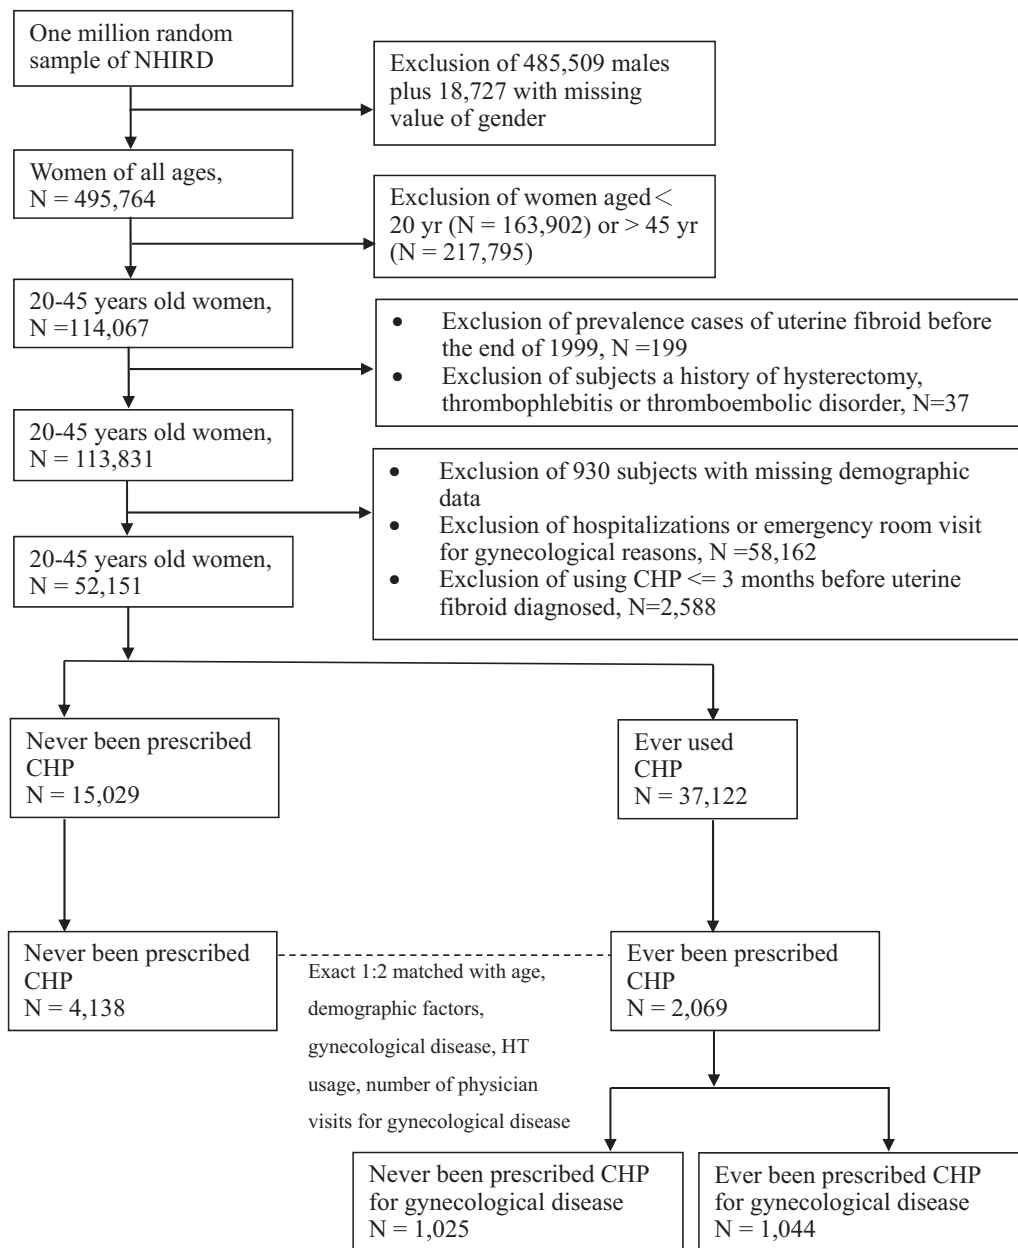 One million random
sample of NHIRD
Exclusion of 485,509 males
plus 18,727 with missing
value of gender
Women of all ages,
N = 495,764
Exclusion of women aged <
20 yr (N = 163,902) or > 45 yr
(N = 217,795)
20-45 years old women,
N =114,067
• Exclusion of prevalence cases of uterine fibroid before
the end of 1999, N =199
• Exclusion of subjects a history of hysterectomy,
thrombophlebitis or thromboembolic disorder, N=37
20-45 years old women,
N = 113,831
• Exclusion of 930 subjects with missing demographic
data
• Exclusion of hospitalizations or emergency room visit
for gynecological reasons, N =58,162
• Exclusion of using CHP <= 3 months before uterine
fibroid diagnosed, N=2,588
20-45 years old women,
N = 52,151
Never been prescribed
CHP
N = 15,029
Ever used
CHP
N = 37,122
Never been prescribed
CHP
N = 4,138
Exact 1:2 matched with age,
demographic factors,
gynecological disease, HT
usage, number of physician
visits for gynecological disease
Ever been prescribed
CHP
N = 2,069
Never been prescribed CHP
for gynecological disease
N = 1,025
Ever been prescribed CHP
for gynecological disease
N = 1,044